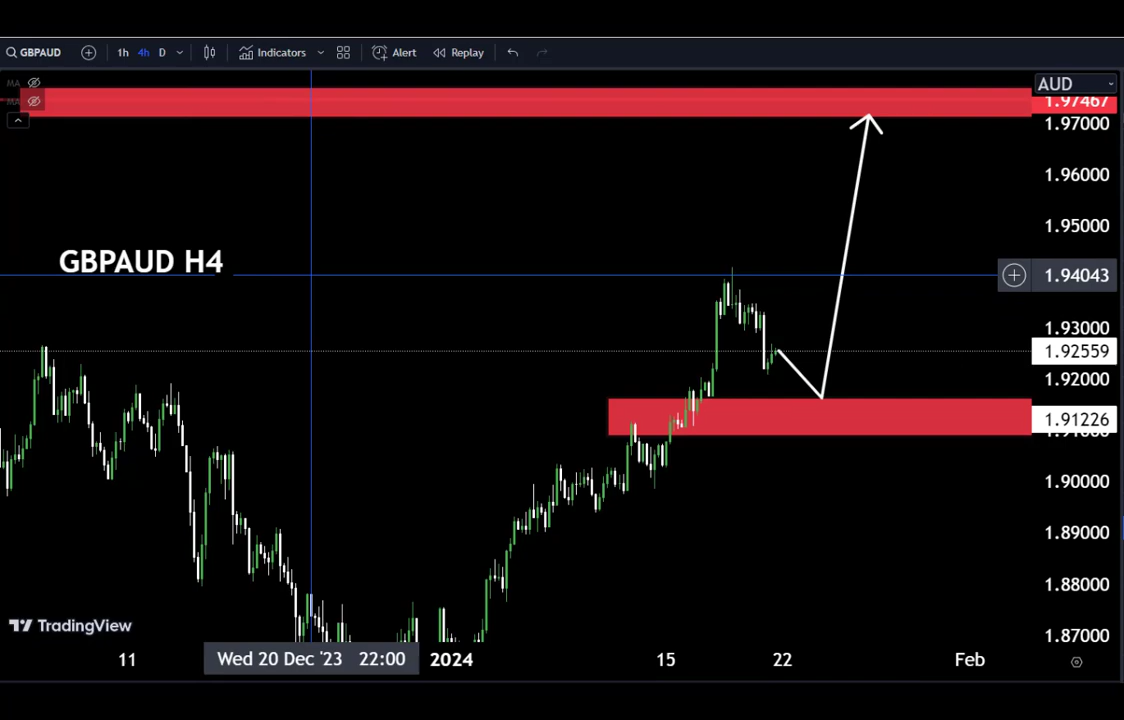 GBPAUD 1h 4h D Indicators Alert Replay
MA
MA
AUD
1.97467
1.97000
1.96000
1.95000
GBPAUD H4
1.94043
1.93000
1.92559
1.92000
1.91226
1.90000
1.89000
1.88000
TradingView
1.87000
11 Wed 20 Dec '23 22:00 2024 15 22 Feb